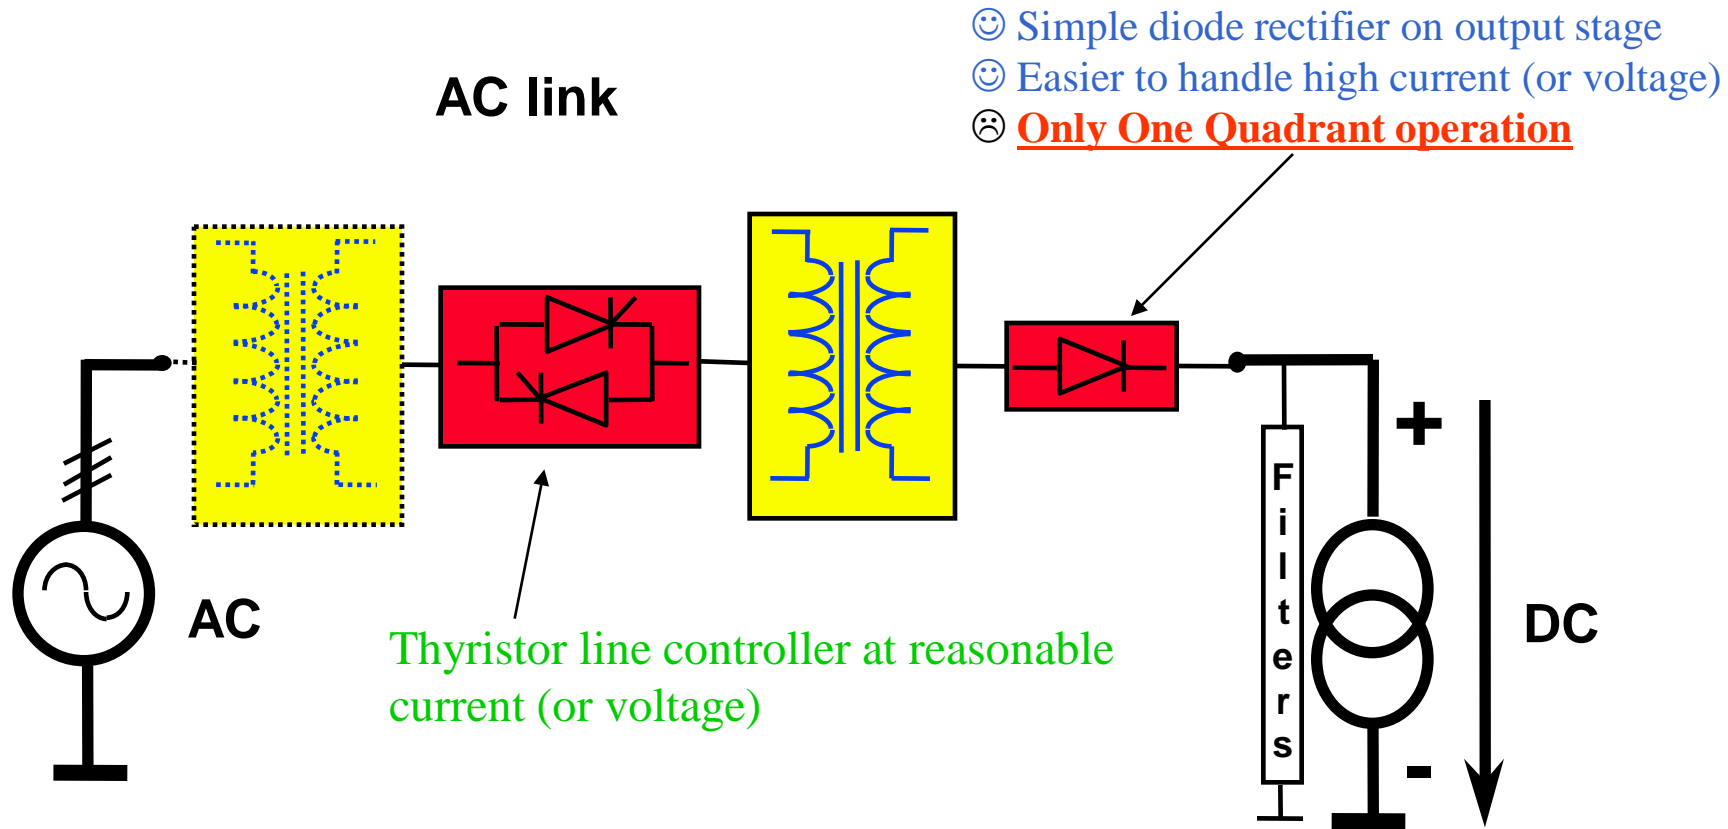 ☺ Simple diode rectifier on output stage
☺ Easier to handle high current (or voltage)
☹ Only One Quadrant operation
AC link
AC
Thyristor line controller at reasonable
current (or voltage)
Filters
+
-
DC